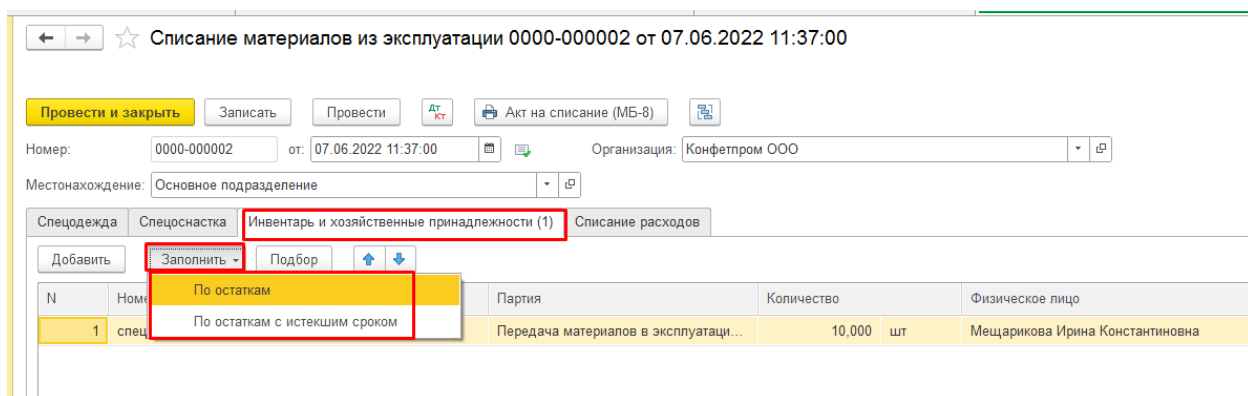 Списание материалов из эксплуатации 0000-000002 от 07.06.2022 11:37:00
Провести и закрыть Записать Провести Дт Кт Акт на списание (МБ-8)
Номер: 0000-000002 от: 07.06.2022 11:37:00 Организация: Конфетпром ООО
Местонахождение: Основное подразделение
Спецодежда Спецоснастка Инвентарь и хозяйственные принадлежности (1) Списание расходов
Добавить Заполнить Подбор
По остаткам
N Номе Партия Количество Физическое лицо
По остаткам с истекшим сроком
1 спец Передача материалов в эксплуатаци... 10,000 шт Мещарикова Ирина Константиновна